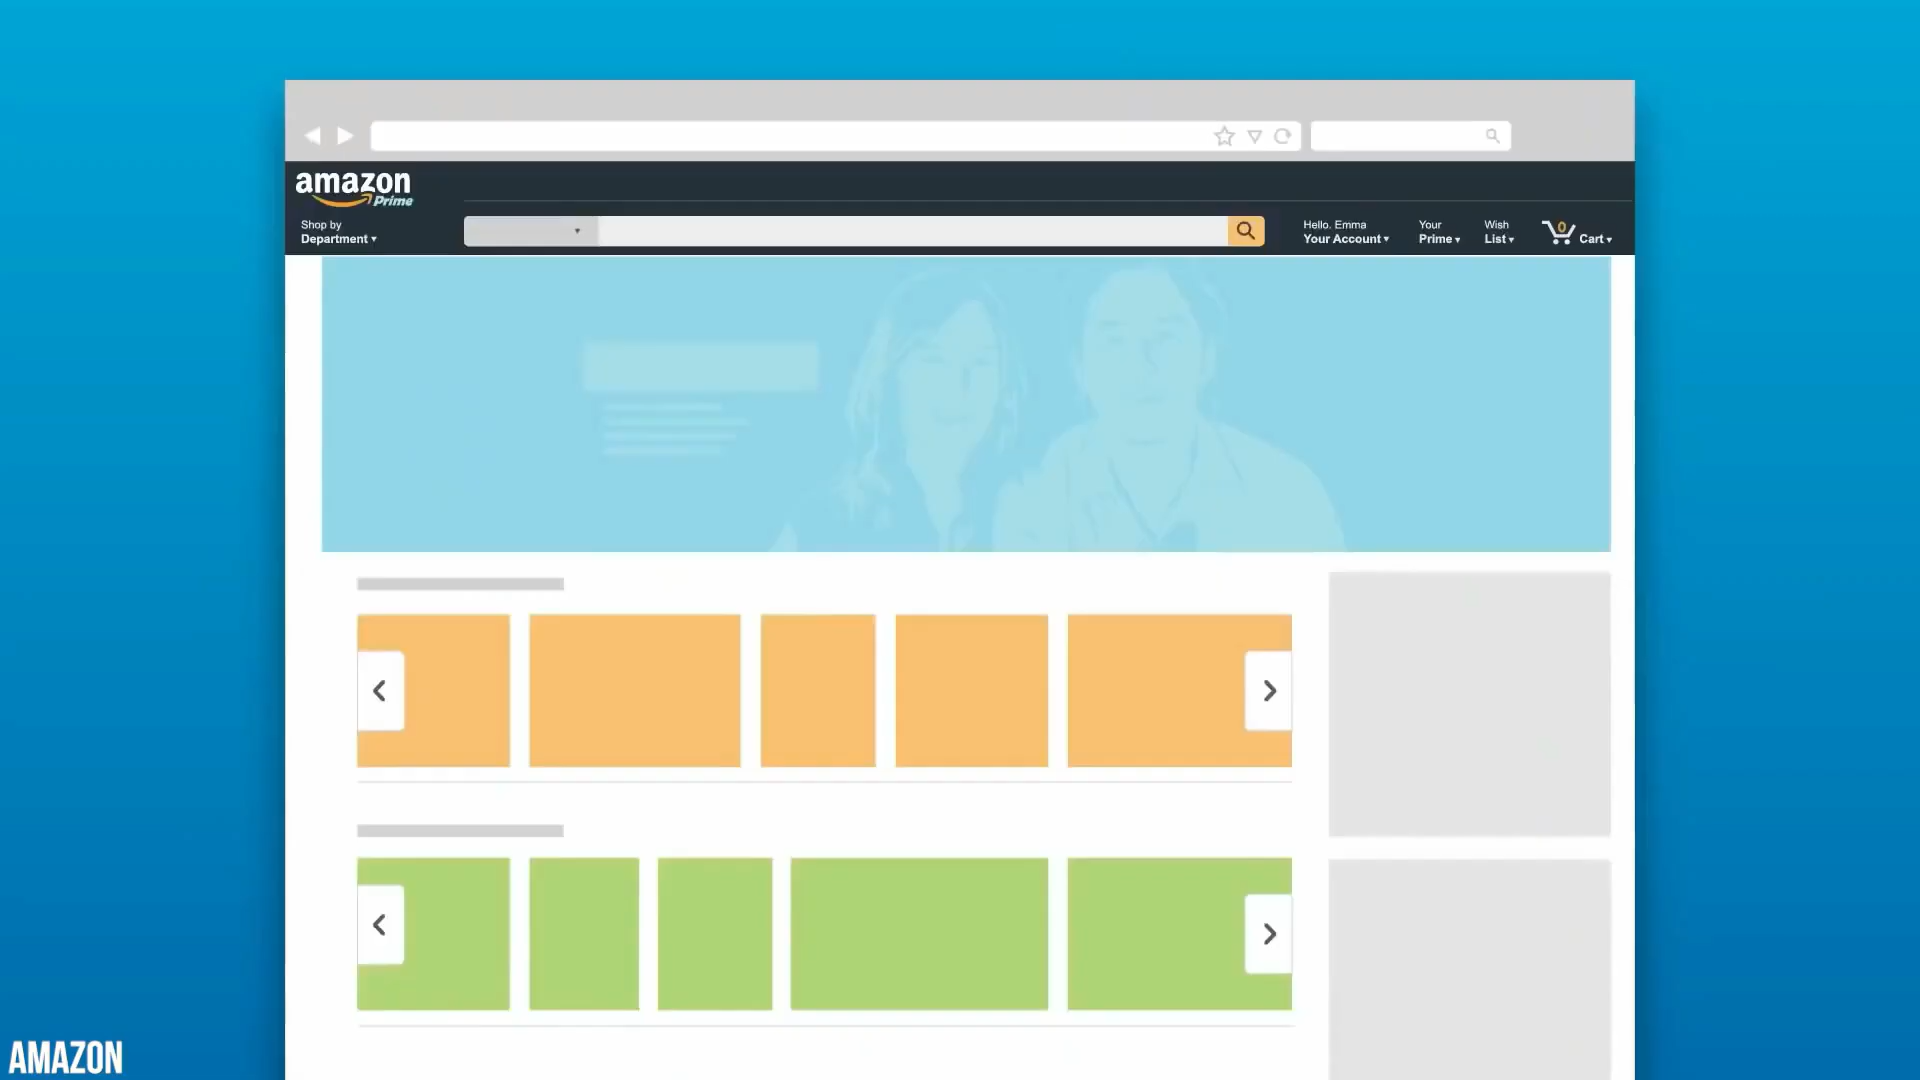 amazon
Prime
Shop by
Department
Hello, Emma
Your Account
Your
Prime
Wish
List
0
Cart
AMAZON